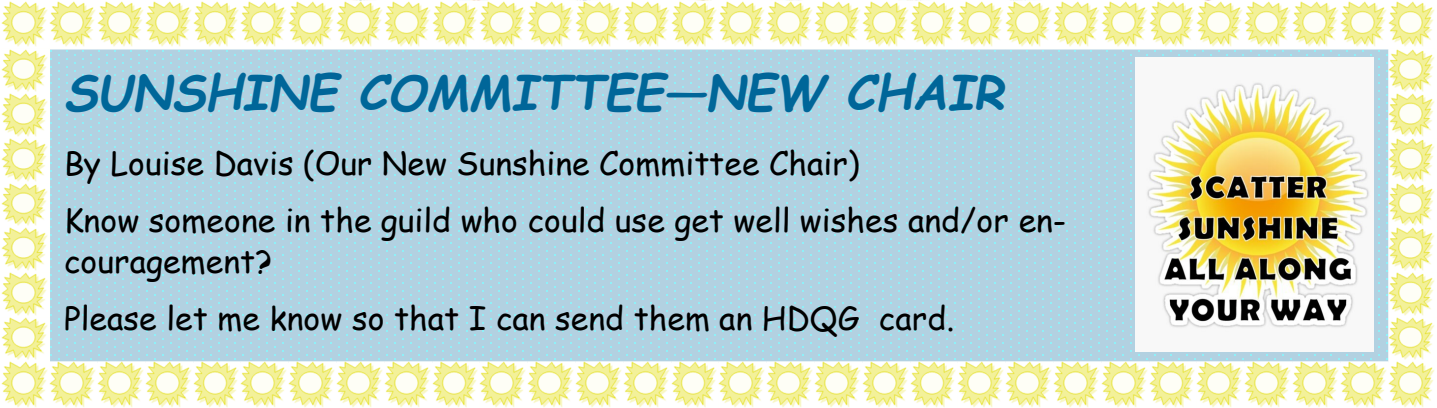 SUNSHINE COMMITTEE—NEW CHAIR
By Louise Davis (Our New Sunshine Committee Chair)
Know someone in the guild who could use get well wishes and/or en-
couragement?
Please let me know so that I can send them an HDQG  card.
SCATTER
SUNSHINE
ALL ALONG
YOUR WAY